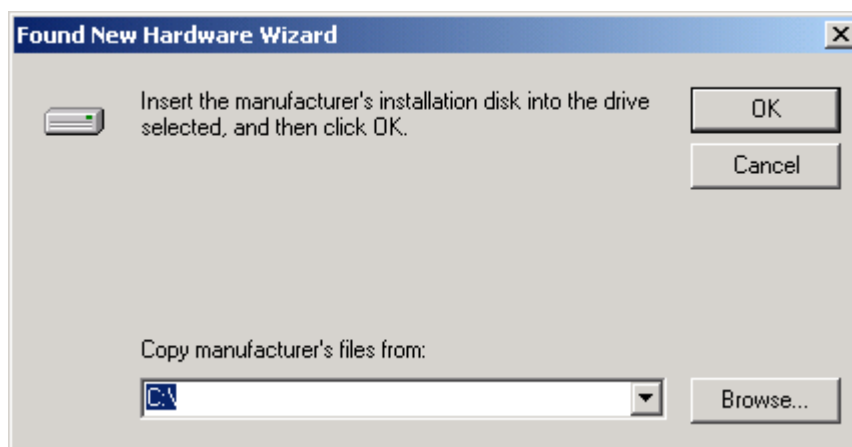 Found New Hardware Wizard
Insert the manufacturer's installation disk into the drive
selected, and then click OK.
OK
Cancel
Copy manufacturer's files from:
C:\
Browse...